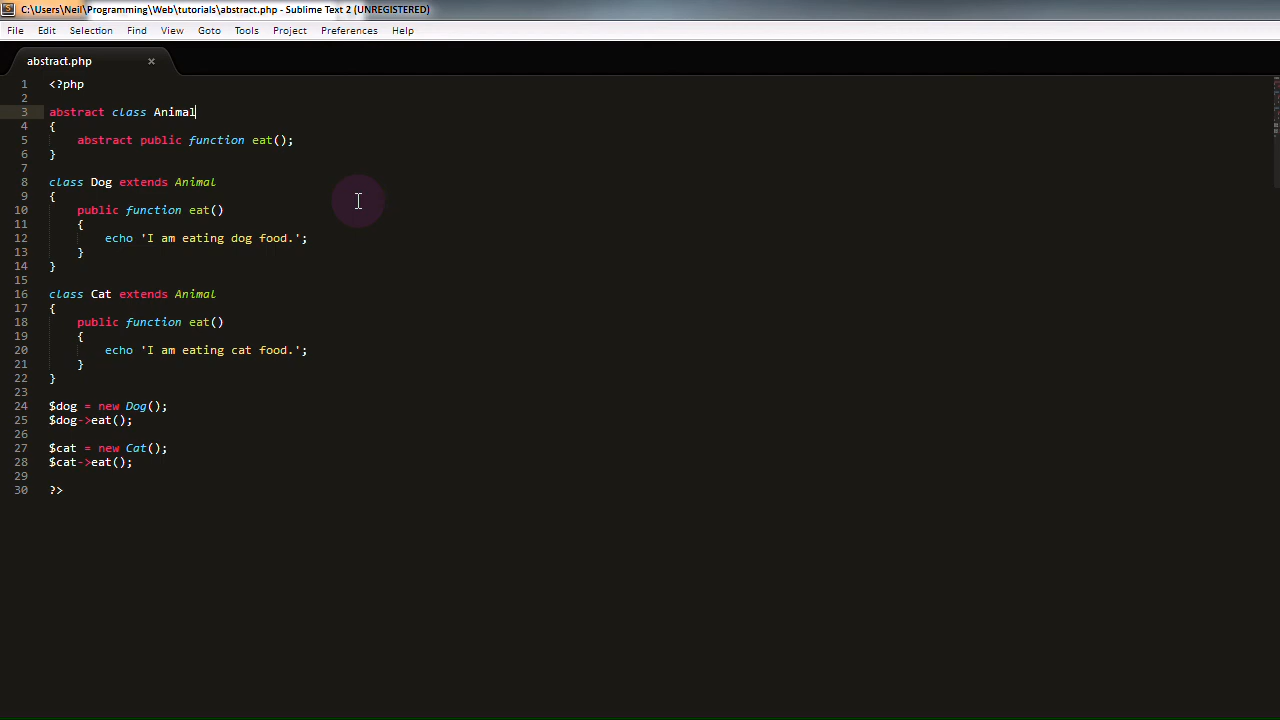 C:\Users\Neil\Programming\Web\tutorials\abstract.php - Sublime Text 2 (UNREGISTERED)
File Edit Selection Find View Goto Tools Project Preferences Help
abstract.php ×
1 <?php
2
3 abstract class Animal
4 {
5     abstract public function eat();
6 }
7
8 class Dog extends Animal
9 {
10     public function eat()
11     {
12         echo 'I am eating dog food.';
13     }
14 }
15
16 class Cat extends Animal
17 {
18     public function eat()
19     {
20         echo 'I am eating cat food.';
21     }
22 }
23
24 $dog = new Dog();
25 $dog->eat();
26
27 $cat = new Cat();
28 $cat->eat();
29
30 ?>